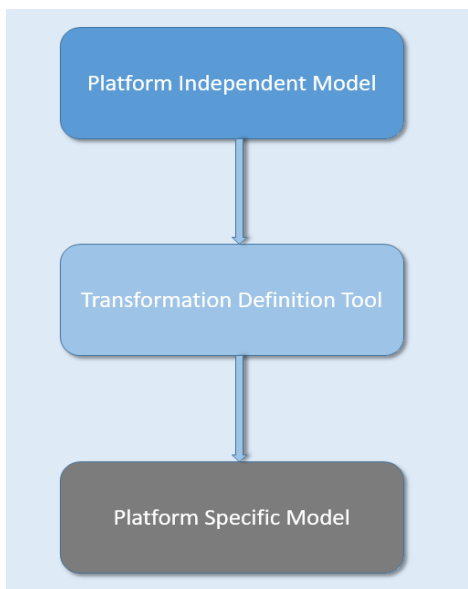 Platform Independent Model
Transformation Definition Tool
Platform Specific Model